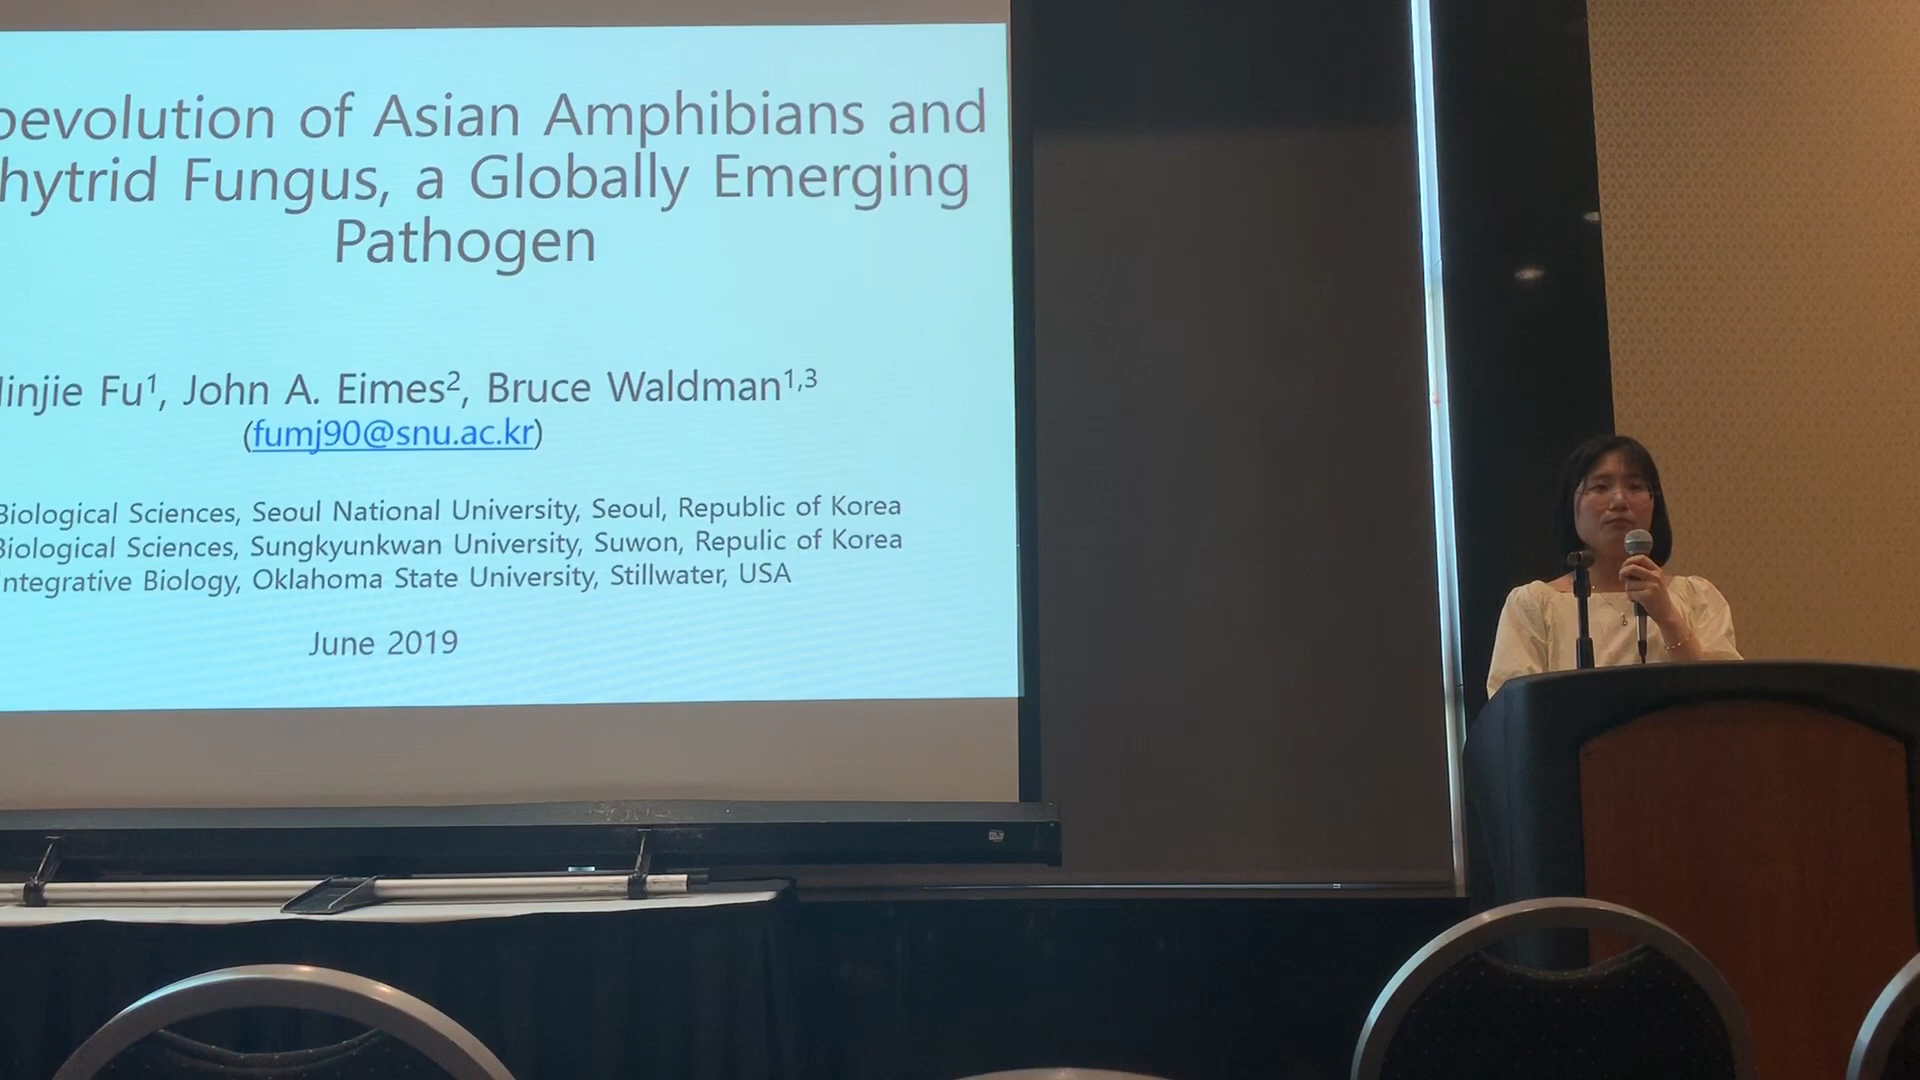 oevolution of Asian Amphibians and
hytrid Fungus, a Globally Emerging
Pathogen
injie Fu¹, John A. Eimes², Bruce Waldman¹,³
(fumj90@snu.ac.kr)
Biological Sciences, Seoul National University, Seoul, Republic of Korea
Biological Sciences, Sungkyunkwan University, Suwon, Repulic of Korea
ntegrative Biology, Oklahoma State University, Stillwater, USA
June 2019